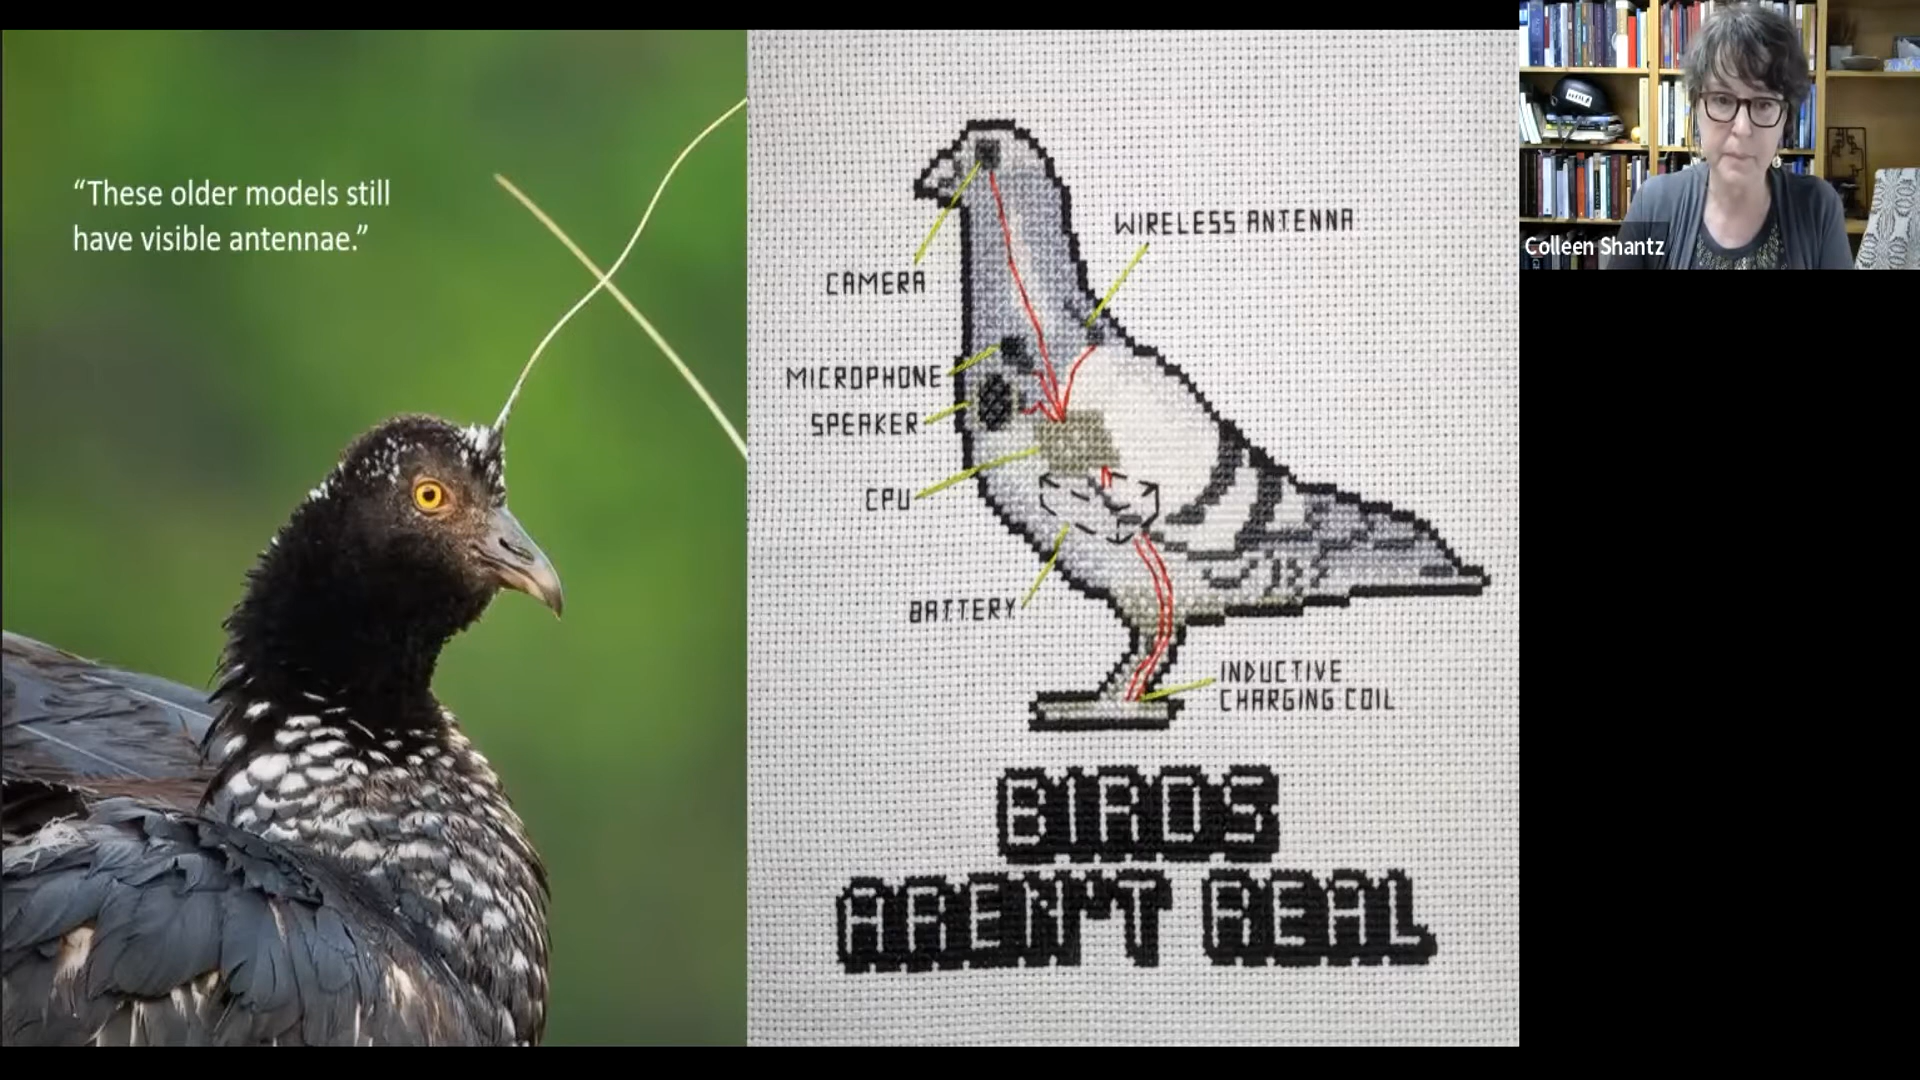 “These older models still
have visible antennae.”
WIRELESS ANTENNA
CAMERA
MICROPHONE
SPEAKER
CPU
BATTERY
INDUCTIVE
CHARGING COIL
BIRDS
AREN'T REAL
Colleen Shantz